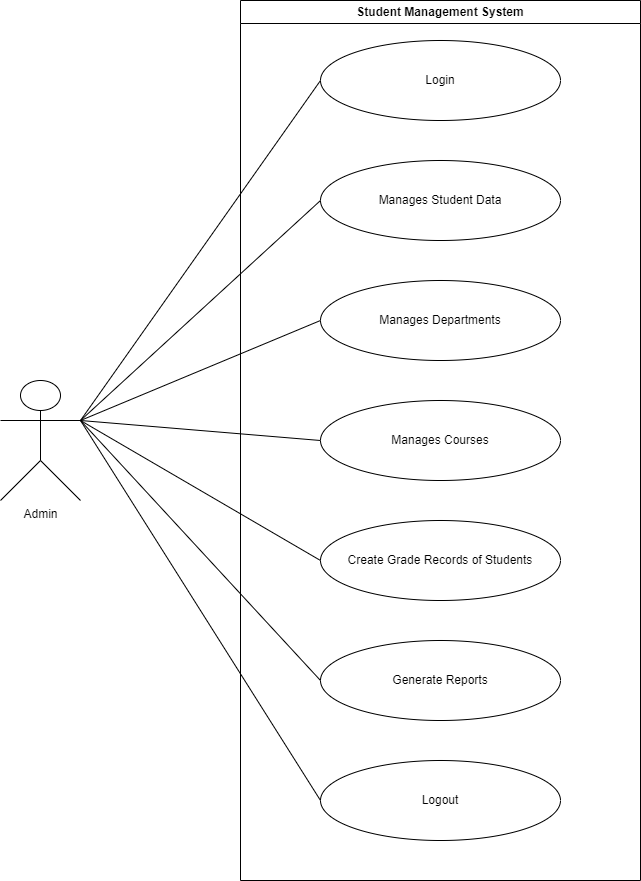 Student Management System
Login
Manages Student Data
Manages Departments
Manages Courses
Admin
Create Grade Records of Students
Generate Reports
Logout